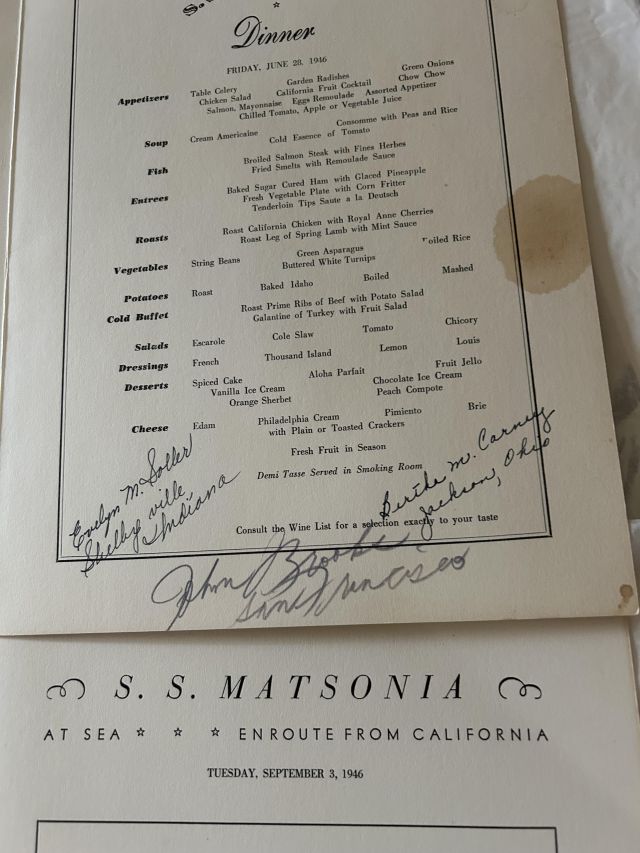 Dinner
FRIDAY, JUNE 28, 1946
Appetizers
Table Celery Garden Radishes Green Onions
Chicken Salad California Fruit Cocktail Chow Chow
Salmon, Mayonnaise Eggs Remoulade Assorted Appetizer
Chilled Tomato, Apple or Vegetable Juice
Soup
Cream Americaine Consomme with Peas and Rice
Cold Essence of Tomato
Fish
Broiled Salmon Steak with Fines Herbes
Fried Smelts with Remoulade Sauce
Entrees
Baked Sugar Cured Ham with Glaced Pineapple
Fresh Vegetable Plate with Corn Fritter
Tenderloin Tips Saute a la Deutsch
Roasts
Roast California Chicken with Royal Anne Cherries
Roast Leg of Spring Lamb with Mint Sauce
Vegetables
String Beans Green Asparagus Rice
Buttered White Turnips
Potatoes
Roast Baked Idaho Boiled Mashed
Cold Buffet
Roast Prime Ribs of Beef with Potato Salad
Galantine of Turkey with Fruit Salad
Salads
Escarole Cole Slaw Tomato Chicory
Dressings
French Thousand Island Lemon Louis
Desserts
Spiced Cake Aloha Parfait Fruit Jello
Vanilla Ice Cream Chocolate Ice Cream
Orange Sherbet Peach Compote
Cheese
Edam Philadelphia Cream Pimiento Brie
with Plain or Toasted Crackers
Fresh Fruit in Season
Demi Tasse Served in Smoking Room
Consult the Wine List for a selection exactly to your taste
Evelyn M. Soller
Shelbyville
Indiana
Bertha M. Carney
Jackson, Ohio
John Brooke
San Francisco
S. S. MATSONIA
AT SEA ☆ ☆ ☆ ENROUTE FROM CALIFORNIA
TUESDAY, SEPTEMBER 3, 1946